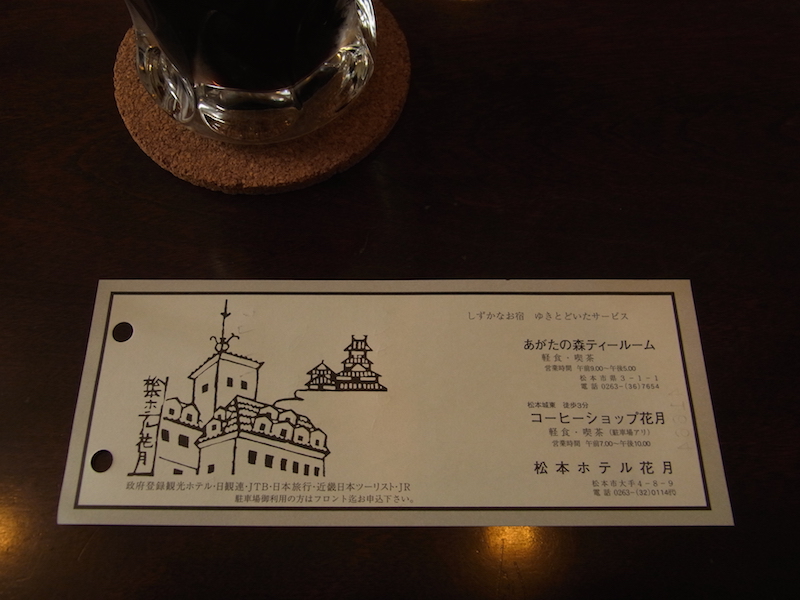 松本ホテル花月
政府登録観光ホテル・日観連・JTB・日本旅行・近畿日本ツーリスト・JR
駐車場御利用の方はフロント迄お申込下さい。
しずかなお宿　ゆきとどいたサービス
あがたの森ティールーム
軽食・喫茶
営業時間　午前9.00〜午後5.00
松本市県3-1-1
電話 0263-(36)7654
松本城東　徒歩3分
コーヒーショップ花月
軽食・喫茶（駐車場アリ）
営業時間　午前7.00〜午後10.00
松本ホテル花月
松本市大手4-8-9
電話 0263-(32)0114㈹